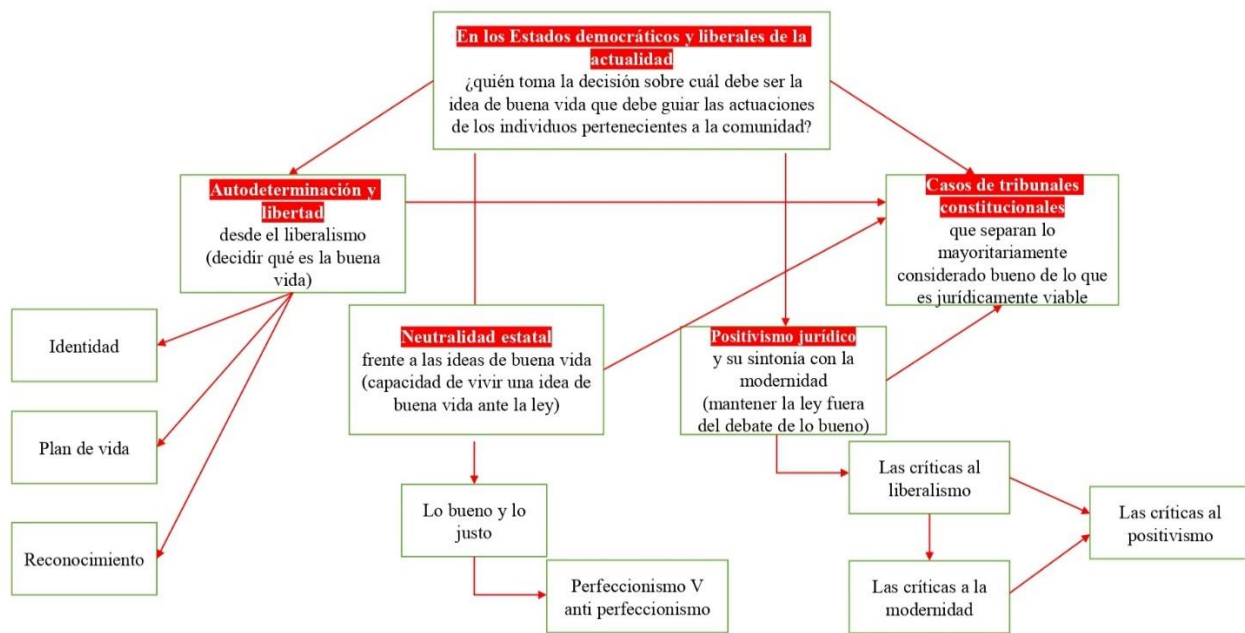 En los Estados democráticos y liberales de la
actualidad
¿quién toma la decisión sobre cuál debe ser la
idea de buena vida que debe guiar las actuaciones
de los individuos pertenecientes a la comunidad?
Autodeterminación y
libertad
desde el liberalismo
(decidir qué es la buena
vida)
Casos de tribunales
constitucionales
que separan lo
mayoritariamente
considerado bueno de lo que
es jurídicamente viable
Identidad
Plan de vida
Reconocimiento
Neutralidad estatal
frente a las ideas de buena vida
(capacidad de vivir una idea de
buena vida ante la ley)
Positivismo jurídico
y su sintonía con la
modernidad
(mantener la ley fuera
del debate de lo bueno)
Lo bueno y lo
justo
Perfeccionismo V
anti perfeccionismo
Las críticas al
liberalismo
Las críticas a la
modernidad
Las críticas al
positivismo